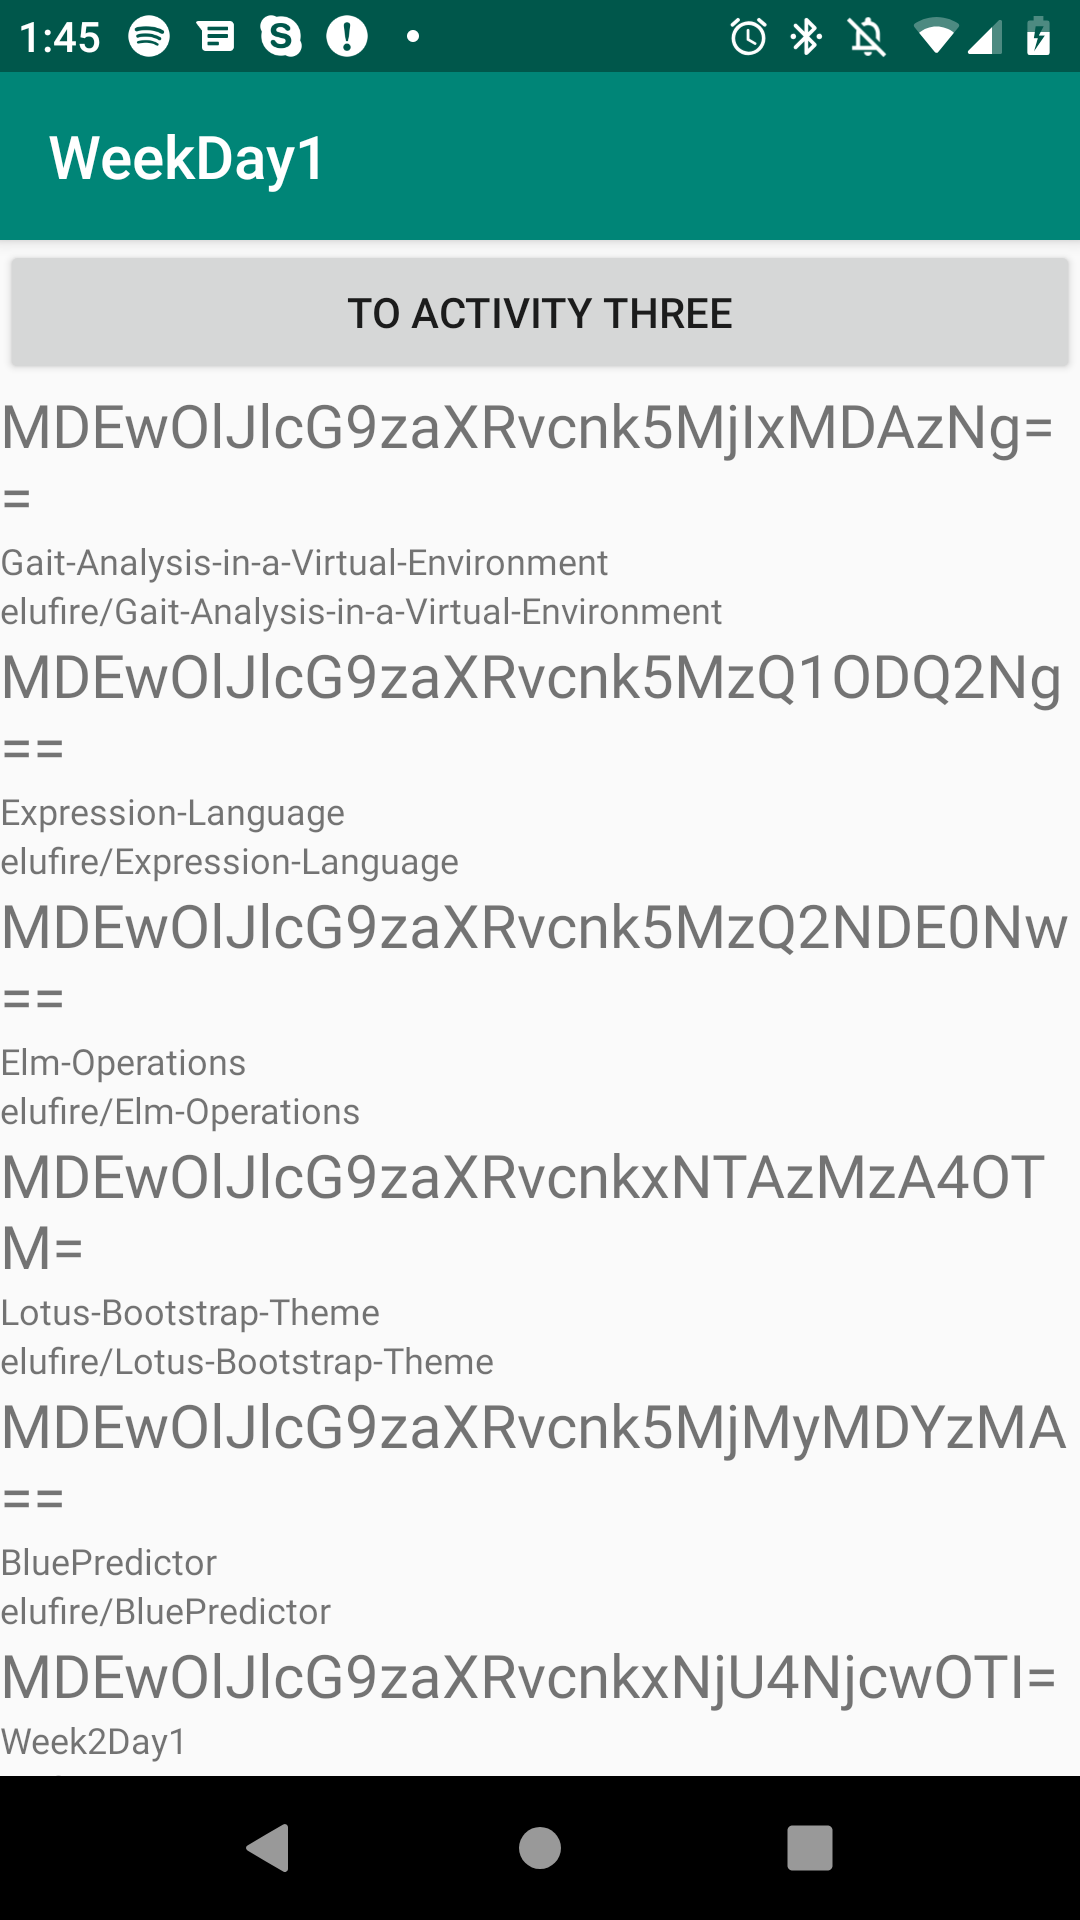 1:45
WeekDay1
TO ACTIVITY THREE
MDEwOlJlcG9zaXRvcnk5MjIxMDAzNg=
=
Gait-Analysis-in-a-Virtual-Environment
elufire/Gait-Analysis-in-a-Virtual-Environment
MDEwOlJlcG9zaXRvcnk5MzQ1ODQ2Ng
==
Expression-Language
elufire/Expression-Language
MDEwOlJlcG9zaXRvcnk5MzQ2NDE0Nw
==
Elm-Operations
elufire/Elm-Operations
MDEwOlJlcG9zaXRvcnkxNTAzMzA4OT
M=
Lotus-Bootstrap-Theme
elufire/Lotus-Bootstrap-Theme
MDEwOlJlcG9zaXRvcnk5MjMyMDYzMA
==
BluePredictor
elufire/BluePredictor
MDEwOlJlcG9zaXRvcnkxNjU4NjcwOTI=
Week2Day1